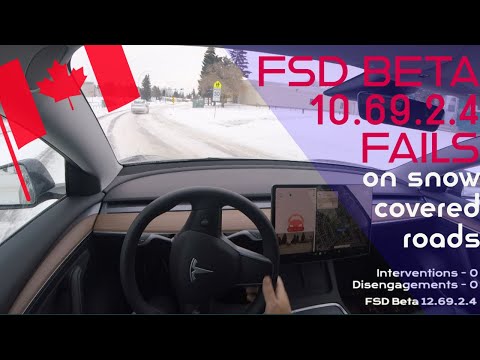 FSD BETA
10.69.2.4
FAILS
on snow
covered
roads
Interventions - 0
Disengagements - 0
FSD Beta 12.69.2.4